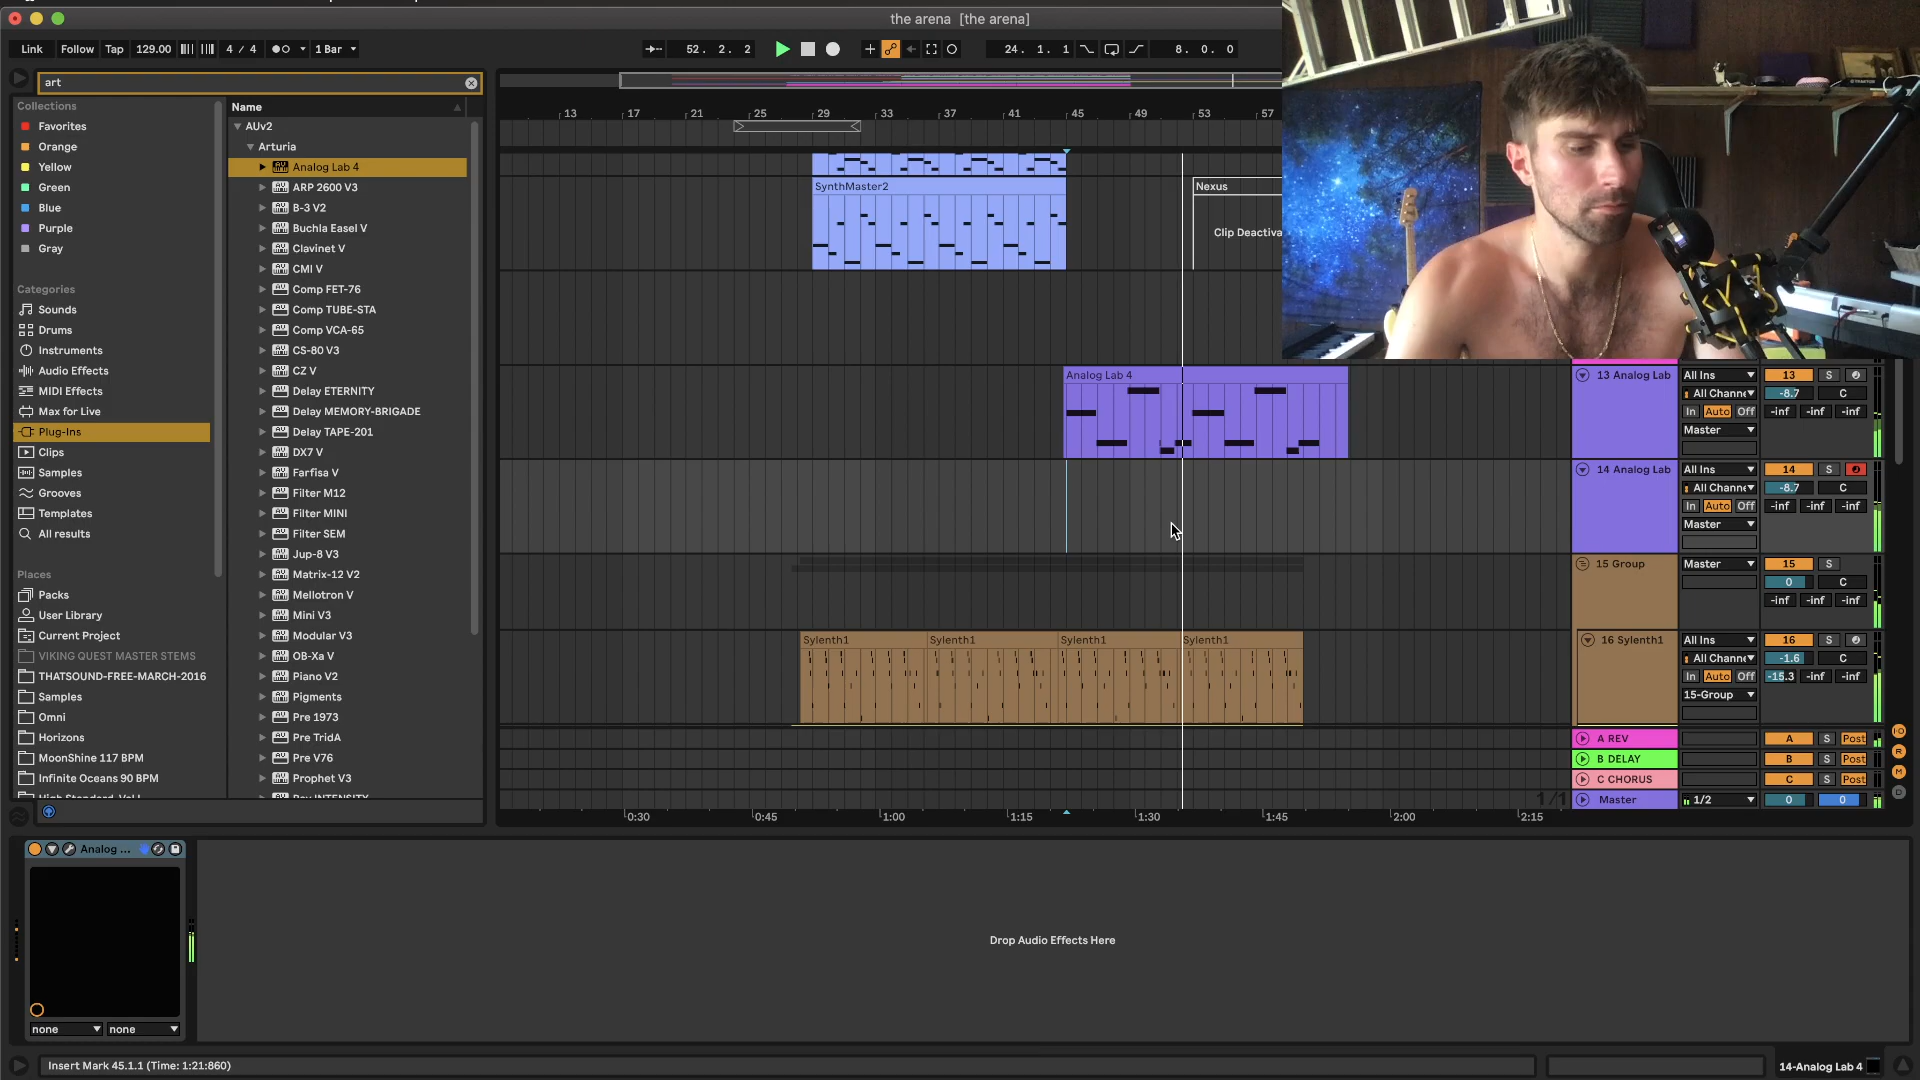 the arena [the arena]
Link Follow Tap 129.00 4 / 4 1 Bar 52. 2. 2 24. 1. 1 8. 0. 0
art
Collections
Favorites
Orange
Yellow
Green
Blue
Purple
Gray
Categories
Sounds
Drums
Instruments
Audio Effects
MIDI Effects
Max for Live
Plug-Ins
Clips
Samples
Grooves
Templates
All results
Places
Packs
User Library
Current Project
VIKING QUEST MASTER STEMS
THATSOUND-FREE-MARCH-2016
Samples
Omni
Horizons
MoonShine 117 BPM
Infinite Oceans 90 BPM
Name
AUv2
Arturia
Analog Lab 4
ARP 2600 V3
B-3 V2
Buchla Easel V
Clavinet V
CMI V
Comp FET-76
Comp TUBE-STA
Comp VCA-65
CS-80 V3
CZ V
Delay ETERNITY
Delay MEMORY-BRIGADE
Delay TAPE-201
DX7 V
Farfisa V
Filter M12
Filter MINI
Filter SEM
Jup-8 V3
Matrix-12 V2
Mellotron V
Mini V3
Modular V3
OB-Xa V
Piano V2
Pigments
Pre 1973
Pre TridA
Pre V76
Prophet V3
13 17 21 25 29 33 37 41 45 49 53 57
SynthMaster2
Nexus
Clip Deactiva
Analog Lab 4
Sylenth1 Sylenth1 Sylenth1 Sylenth1
0:30 0:45 1:00 1:15 1:30 1:45 2:00 2:15
1/1
13 Analog Lab All Ins 13 S
All Channe -8.7 C
In Auto Off -inf -inf -inf
Master
14 Analog Lab All Ins 14 S
All Channe -8.7 C
In Auto Off -inf -inf -inf
Master
15 Group Master 15 S
0 C
-inf -inf -inf
16 Sylenth1 All Ins 16 S
All Channe -1.6 C
In Auto Off -15.3 -inf -inf
15-Group
A REV A S Post
B DELAY B S Post
C CHORUS C S Post
Master 1/2 0 0
Analog ...
none none
Drop Audio Effects Here
Insert Mark 45.1.1 (Time: 1:21:860)
14-Analog Lab 4